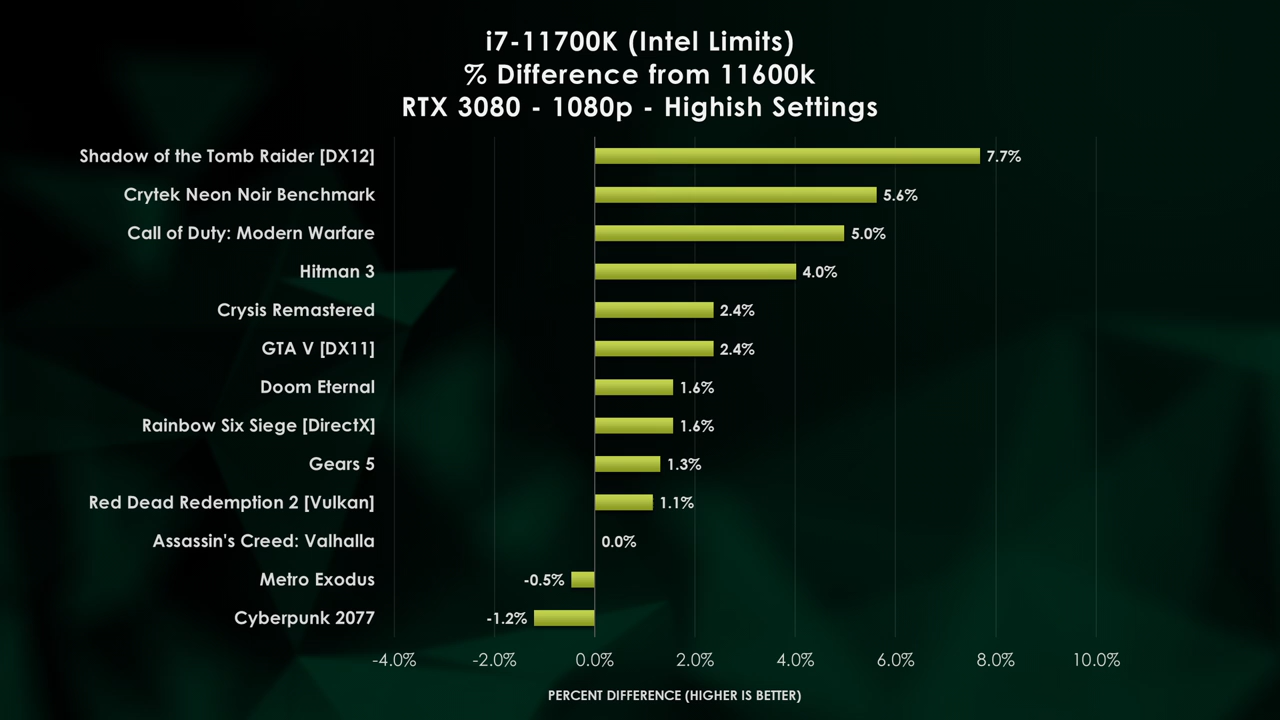 i7-11700K (Intel Limits)
% Difference from 11600k
RTX 3080 - 1080p - Highish Settings
Shadow of the Tomb Raider [DX12] 7.7%
Crytek Neon Noir Benchmark 5.6%
Call of Duty: Modern Warfare 5.0%
Hitman 3 4.0%
Crysis Remastered 2.4%
GTA V [DX11] 2.4%
Doom Eternal 1.6%
Rainbow Six Siege [DirectX] 1.6%
Gears 5 1.3%
Red Dead Redemption 2 [Vulkan] 1.1%
Assassin's Creed: Valhalla 0.0%
Metro Exodus -0.5%
Cyberpunk 2077 -1.2%
-4.0% -2.0% 0.0% 2.0% 4.0% 6.0% 8.0% 10.0%
PERCENT DIFFERENCE (HIGHER IS BETTER)